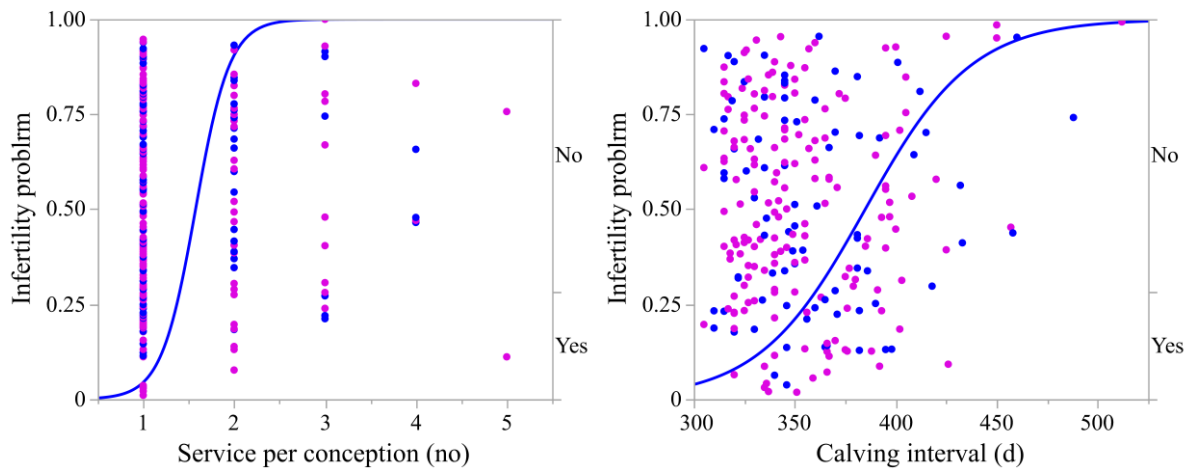 1.00
0.75
0.50
0.25
0
Infertility problrm
No
Yes
1 2 3 4 5
Service per conception (no)
1.00
0.75
0.50
0.25
0
Infertility problrm
No
Yes
300 350 400 450 500
Calving interval (d)